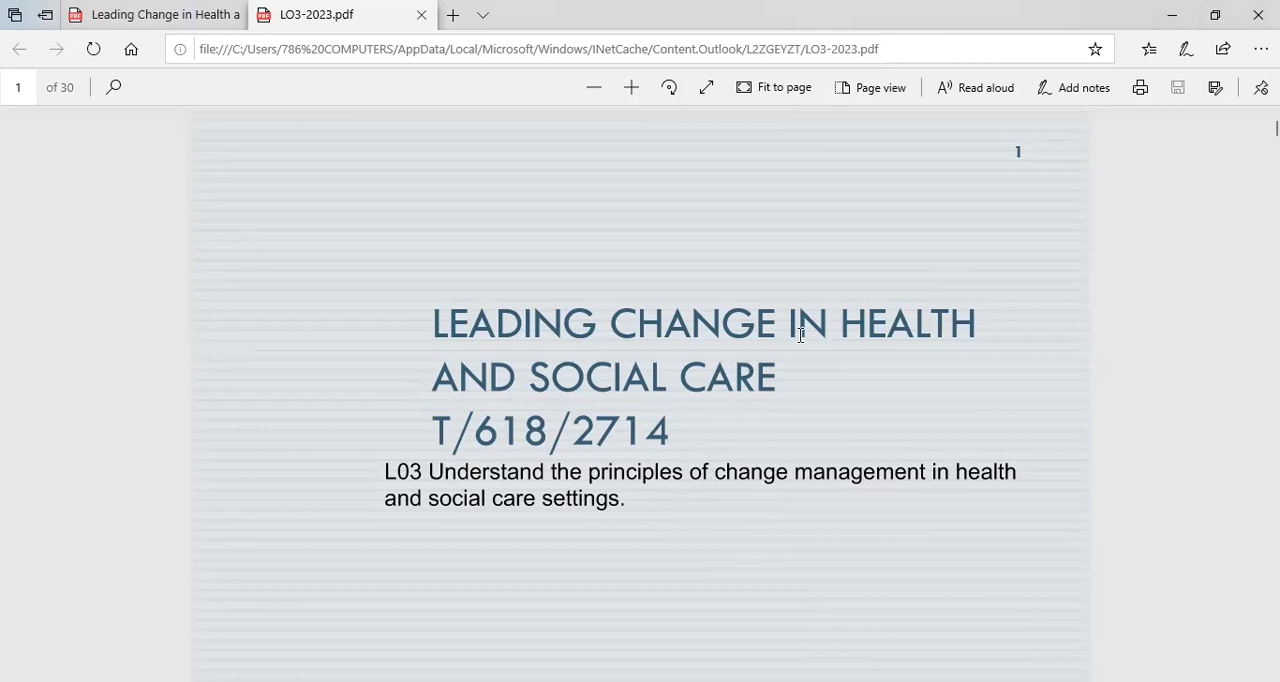 Leading Change in Health a
LO3-2023.pdf
file:///C:/Users/786%20COMPUTERS/AppData/Local/Microsoft/Windows/INetCache/Content.Outlook/L2ZGEYZT/LO3-2023.pdf
1 of 30 Fit to page Page view Read aloud Add notes
1
LEADING CHANGE IN HEALTH
AND SOCIAL CARE
T/618/2714
L03 Understand the principles of change management in health
and social care settings.